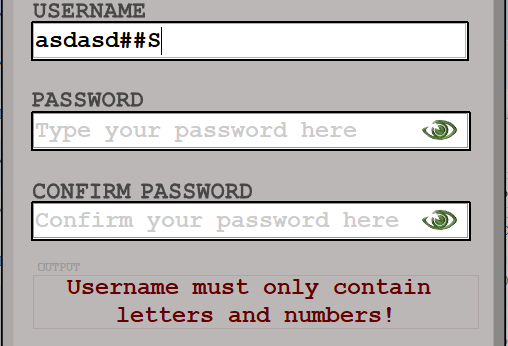 USERNAME
asdasd##S
PASSWORD
Type your password here
CONFIRM PASSWORD
Confirm your password here
OUTPUT
Username must only contain
letters and numbers!